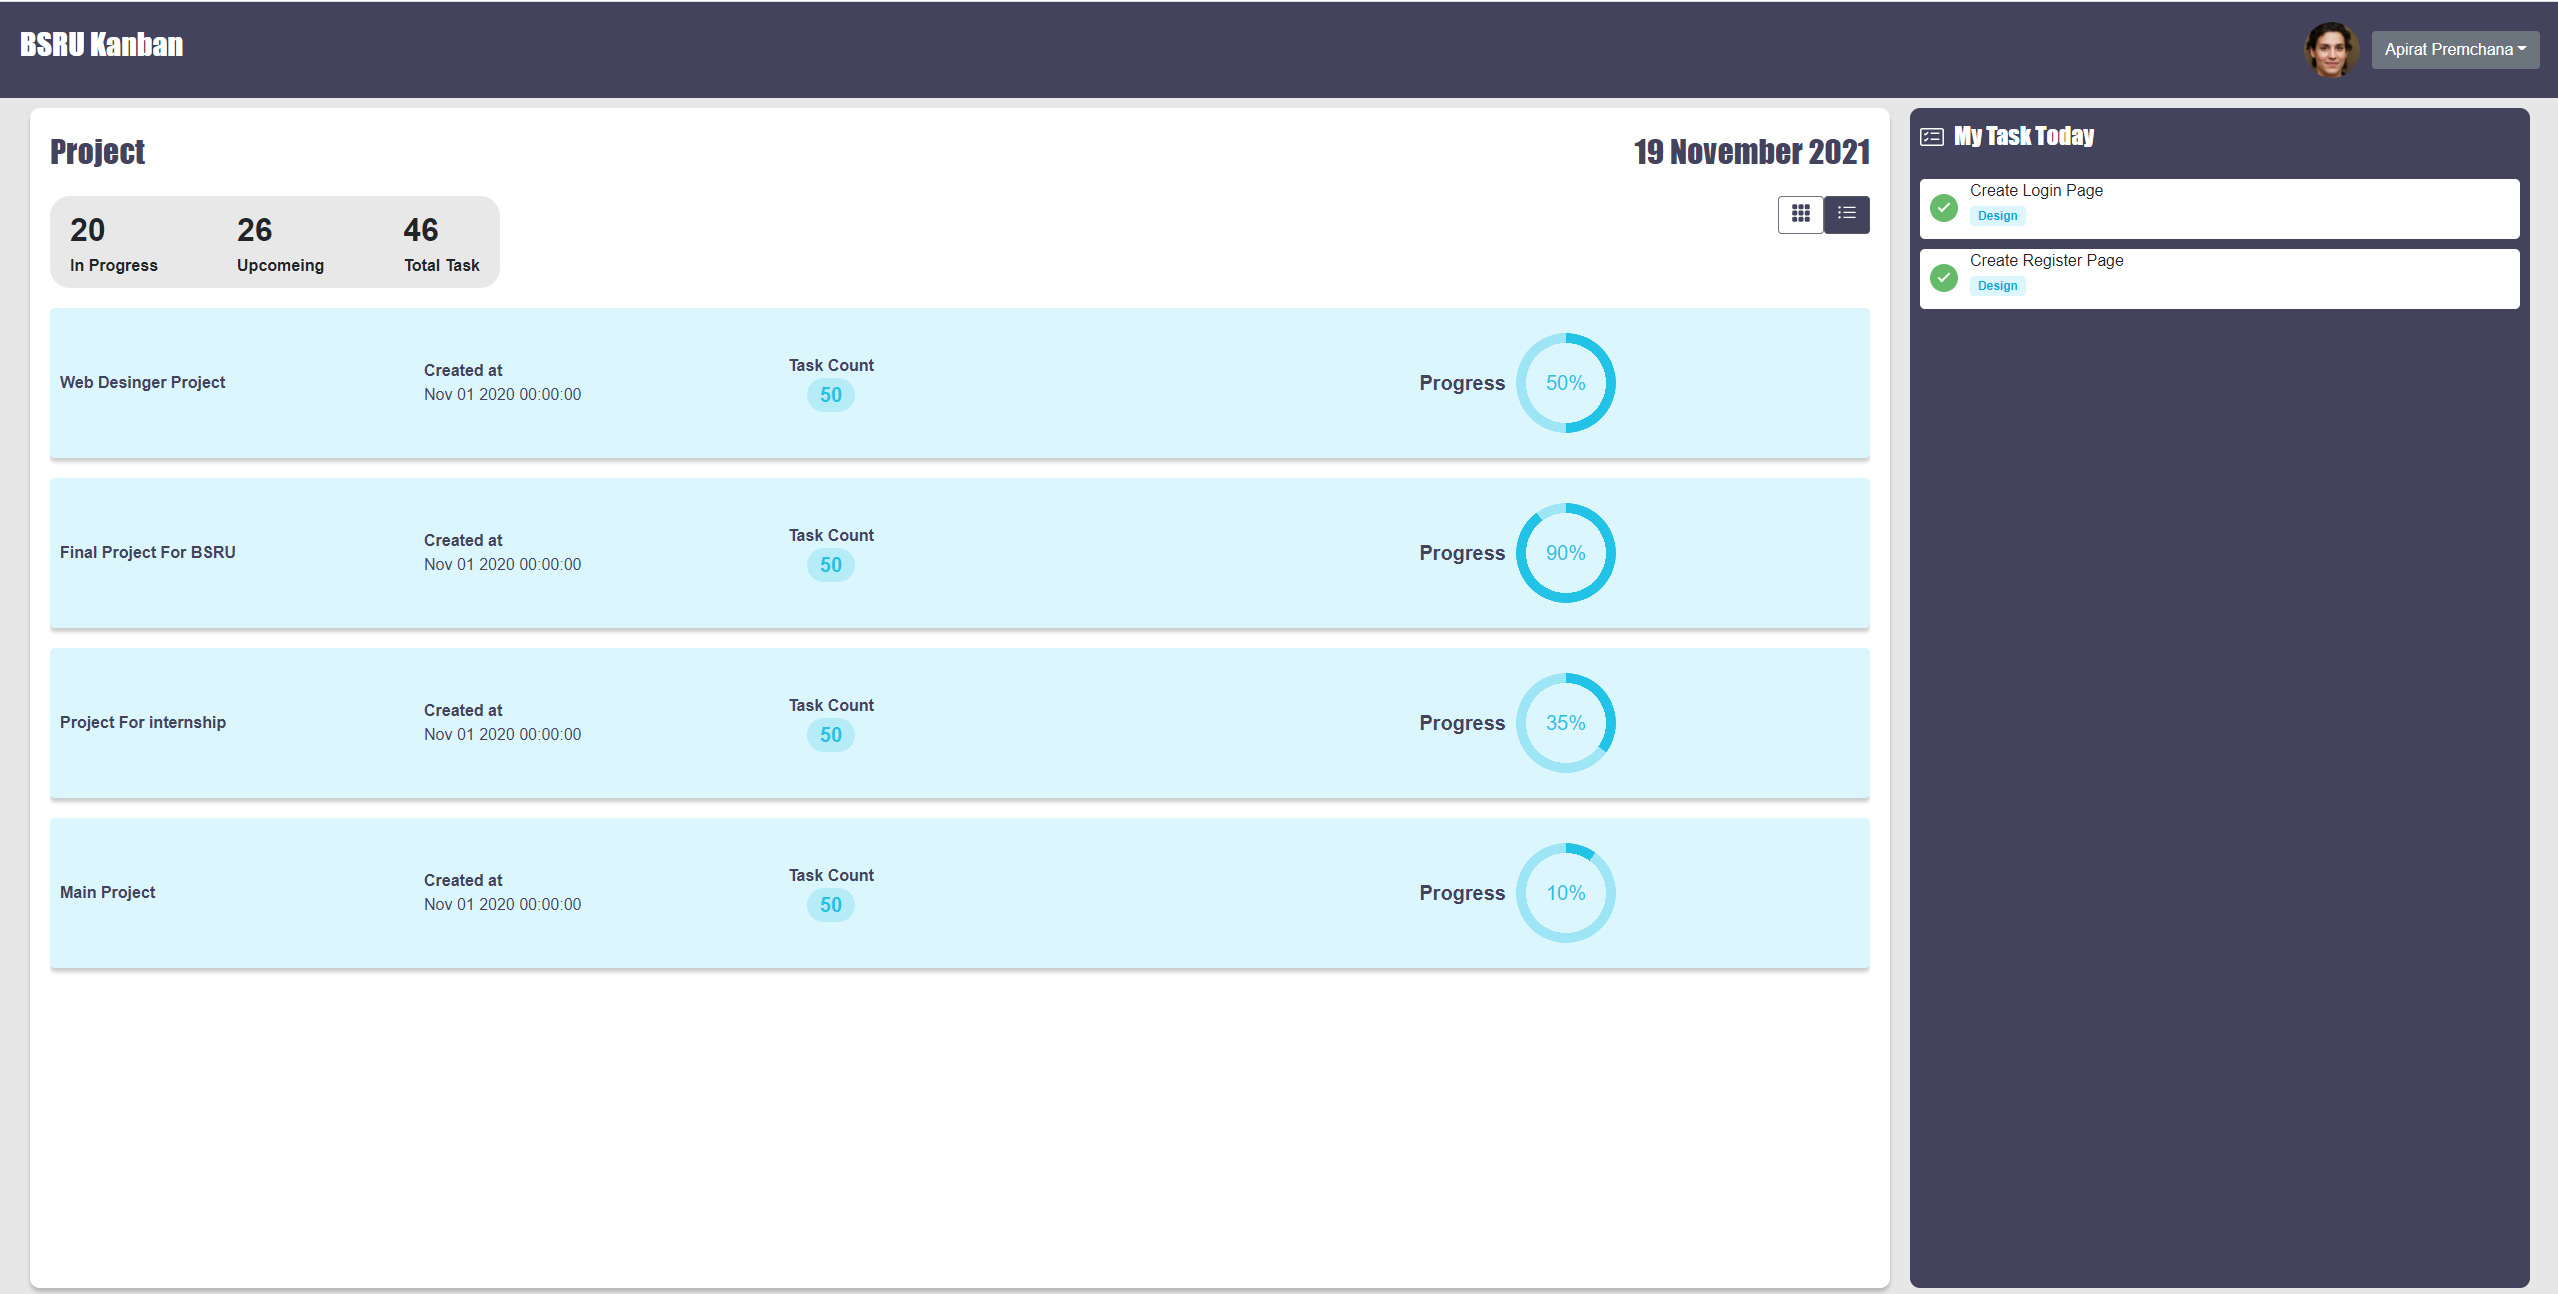 BSRU Kanban
Apirat Premchana
Project
19 November 2021
20
26
46
In Progress
Upcomeing
Total Task
Web Desinger Project
Created at
Nov 01 2020 00:00:00
Task Count
50
Progress
50%
Final Project For BSRU
Created at
Nov 01 2020 00:00:00
Task Count
50
Progress
90%
Project For internship
Created at
Nov 01 2020 00:00:00
Task Count
50
Progress
35%
Main Project
Created at
Nov 01 2020 00:00:00
Task Count
50
Progress
10%
My Task Today
Create Login Page
Design
Create Register Page
Design